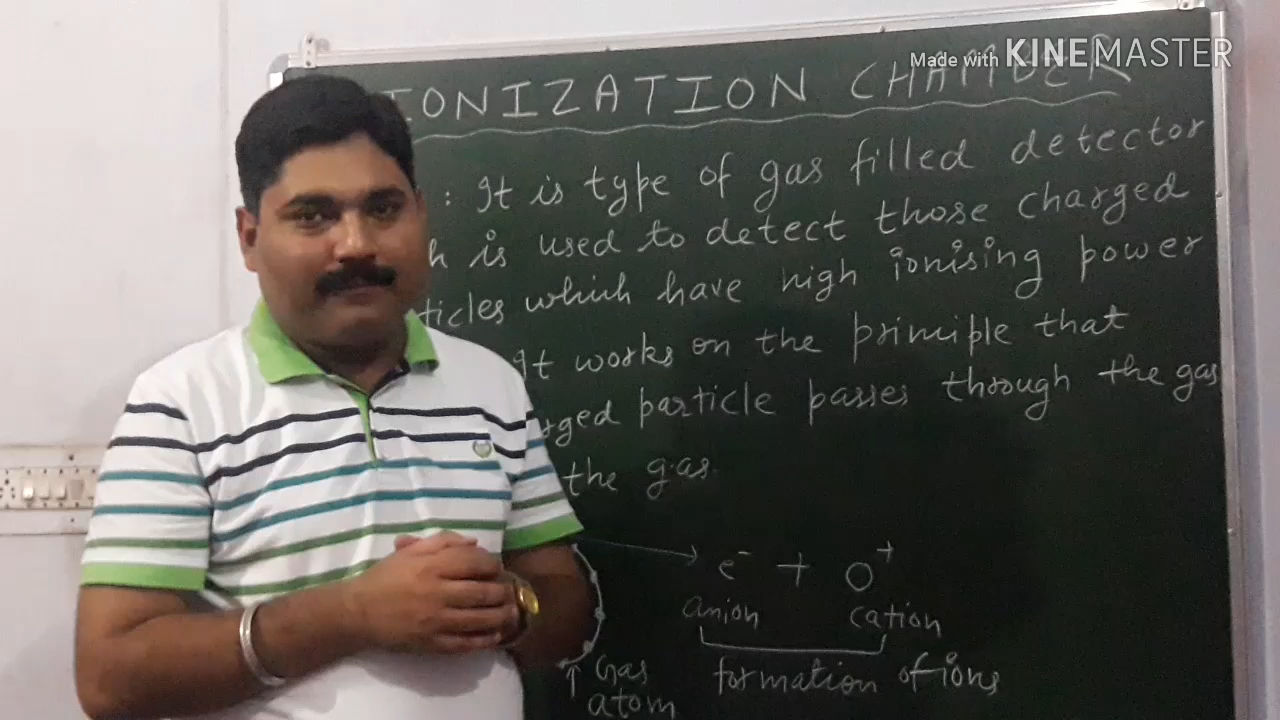 Made with KINEMASTER
IONIZATION CHAMBER
: It is type of gas filled detector
h is used to detect those charged
ticles which have high ionising power
It works on the principle that
rged particle passes through the gas
the gas.
e⁻ + O⁺
anion cation
formation of ions
↑ Gas
atom